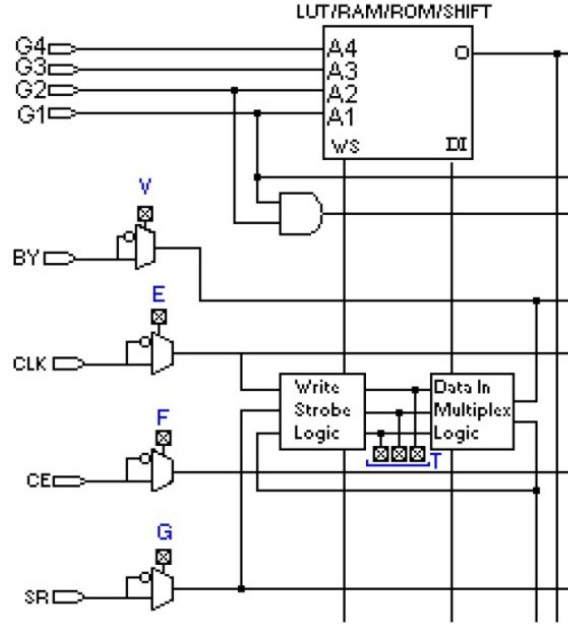 LUT/RAM/ROM/SHIFT
G4
G3
G2
G1
A4
A3
A2
A1
O
WS
DI
V
BY
E
CLK
Write
Strobe
Logic
Data In
Multiplex
Logic
T
F
CE
G
SR